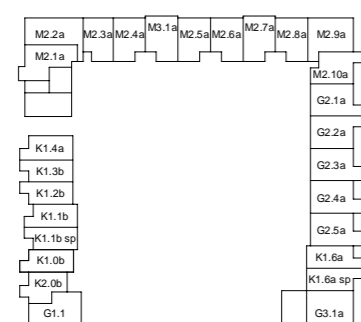 M2.2a M2.3a M2.4a M3.1a M2.5a M2.6a M2.7a M2.8a M2.9a
M2.1a
M2.10a
G2.1a
G2.2a
K1.4a
G2.3a
K1.3b
K1.2b
G2.4a
K1.1b
G2.5a
K1.1b sp
K1.0b
K1.6a
K2.0b
K1.6a sp
G1.1
G3.1a